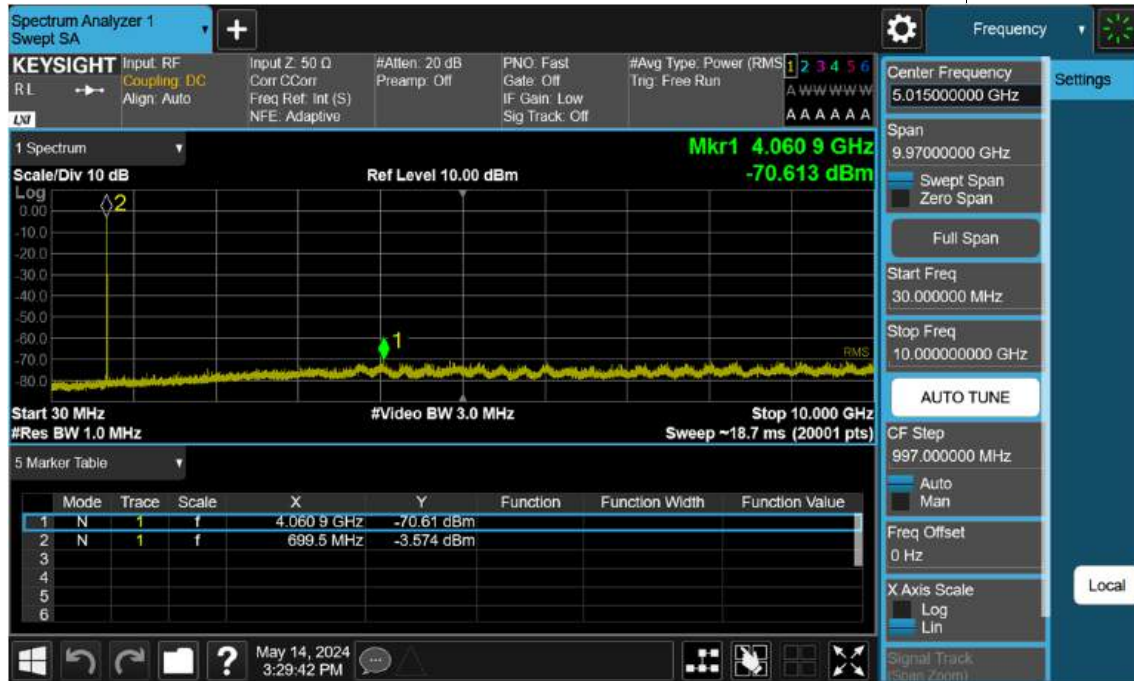 Spectrum Analyzer 1
Swept SA
Frequency
KEYSIGHT
RL
LXI
Input: RF
Coupling: DC
Align: Auto
Input Z: 50 Ω
Corr CCorr
Freq Ref: Int (S)
NFE: Adaptive
#Atten: 20 dB
Preamp: Off
PNO: Fast
Gate: Off
IF Gain: Low
Sig Track: Off
#Avg Type: Power (RMS
Trig: Free Run
1 2 3 4 5 6
A W W W W W
A A A A A A
1 Spectrum
Mkr1 4.060 9 GHz
-70.613 dBm
Scale/Div 10 dB
Ref Level 10.00 dBm
Log
0.00
-10.0
-20.0
-30.0
-40.0
-50.0
-60.0
-70.0
-80.0
2
1
RMS
Start 30 MHz
#Video BW 3.0 MHz
Stop 10.000 GHz
#Res BW 1.0 MHz
Sweep ~18.7 ms (20001 pts)
5 Marker Table
Mode Trace Scale X Y Function Function Width Function Value
1 N 1 f 4.060 9 GHz -70.61 dBm
2 N 1 f 699.5 MHz -3.574 dBm
3
4
5
6
May 14, 2024
3:29:42 PM
Center Frequency
5.015000000 GHz
Span
9.97000000 GHz
Swept Span
Zero Span
Full Span
Start Freq
30.000000 MHz
Stop Freq
10.000000000 GHz
AUTO TUNE
CF Step
997.000000 MHz
Auto
Man
Freq Offset
0 Hz
X Axis Scale
Log
Lin
Signal Track
(Span Zoom)
Settings
Local